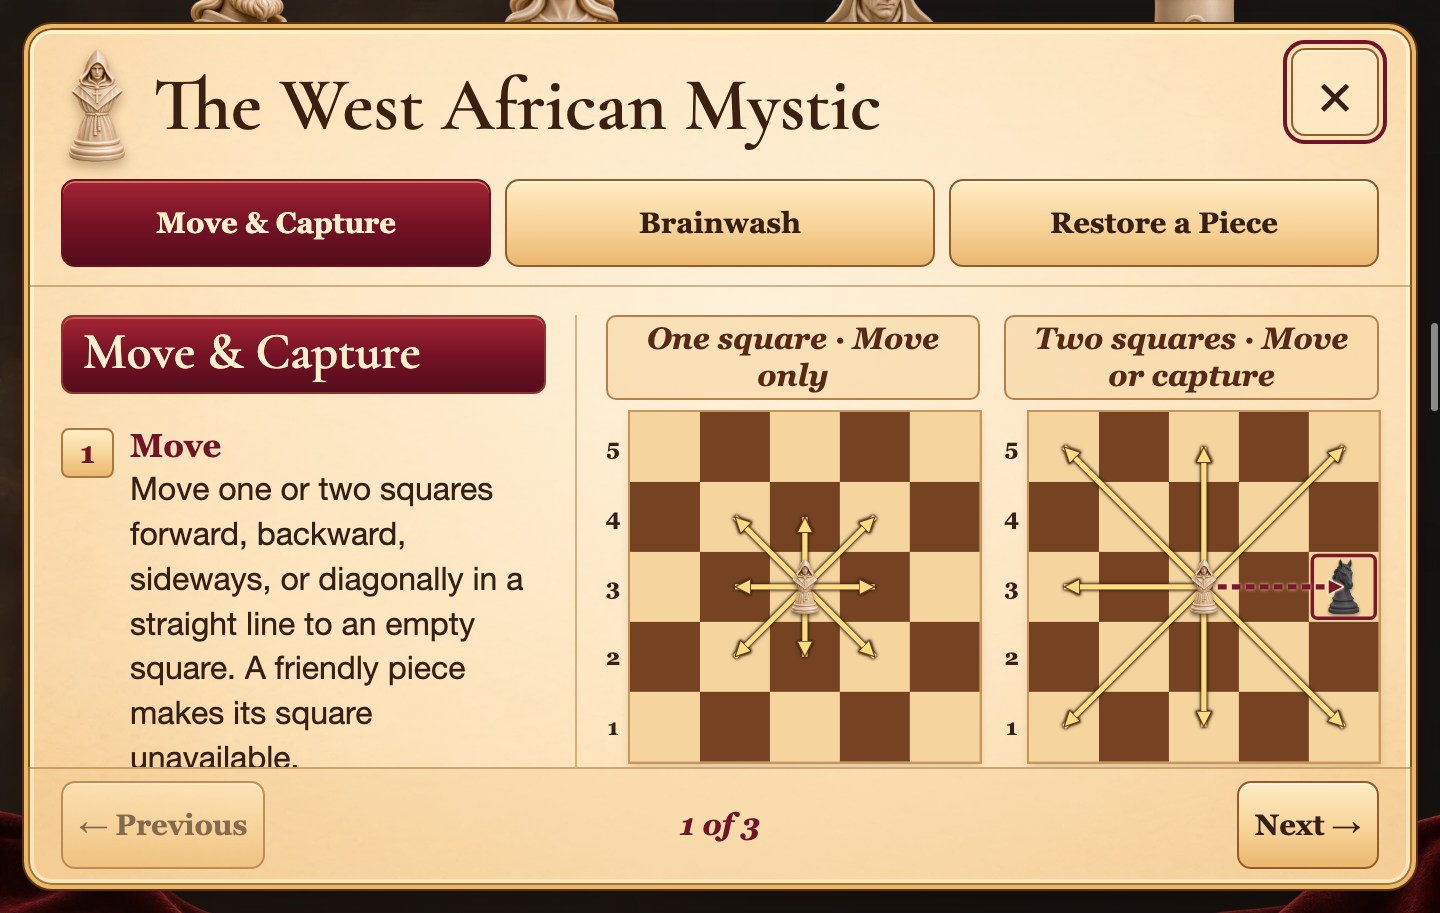 The West African Mystic
×
Move & Capture
Brainwash
Restore a Piece
Move & Capture
1
Move
Move one or two squares
forward, backward,
sideways, or diagonally in a
straight line to an empty
square. A friendly piece
makes its square
unavailable.
One square · Move
only
5
4
3
2
1
Two squares · Move
or capture
5
4
3
2
1
← Previous
1 of 3
Next →